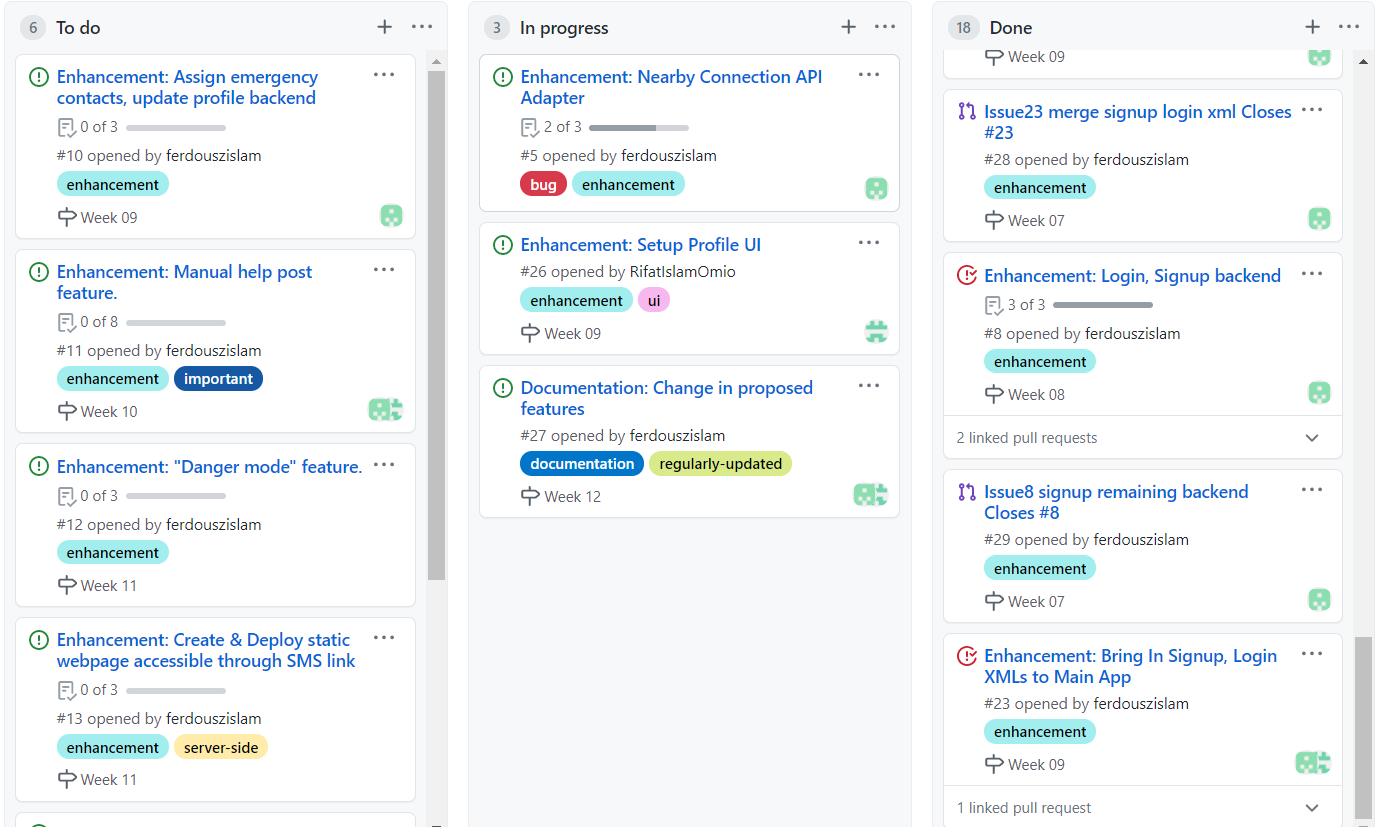 6 To do
Enhancement: Assign emergency
contacts, update profile backend
0 of 3
#10 opened by ferdouszislam
enhancement
Week 09
Enhancement: Manual help post
feature.
0 of 8
#11 opened by ferdouszislam
enhancement important
Week 10
Enhancement: "Danger mode" feature.
0 of 3
#12 opened by ferdouszislam
enhancement
Week 11
Enhancement: Create & Deploy static
webpage accessible through SMS link
0 of 3
#13 opened by ferdouszislam
enhancement server-side
Week 11
3 In progress
Enhancement: Nearby Connection API
Adapter
2 of 3
#5 opened by ferdouszislam
bug enhancement
Enhancement: Setup Profile UI
#26 opened by RifatIslamOmio
enhancement ui
Week 09
Documentation: Change in proposed
features
#27 opened by ferdouszislam
documentation regularly-updated
Week 12
18 Done
Week 09
Issue23 merge signup login xml Closes
#23
#28 opened by ferdouszislam
enhancement
Week 07
Enhancement: Login, Signup backend
3 of 3
#8 opened by ferdouszislam
enhancement
Week 08
2 linked pull requests
Issue8 signup remaining backend
Closes #8
#29 opened by ferdouszislam
enhancement
Week 07
Enhancement: Bring In Signup, Login
XMLs to Main App
#23 opened by ferdouszislam
enhancement
Week 09
1 linked pull request